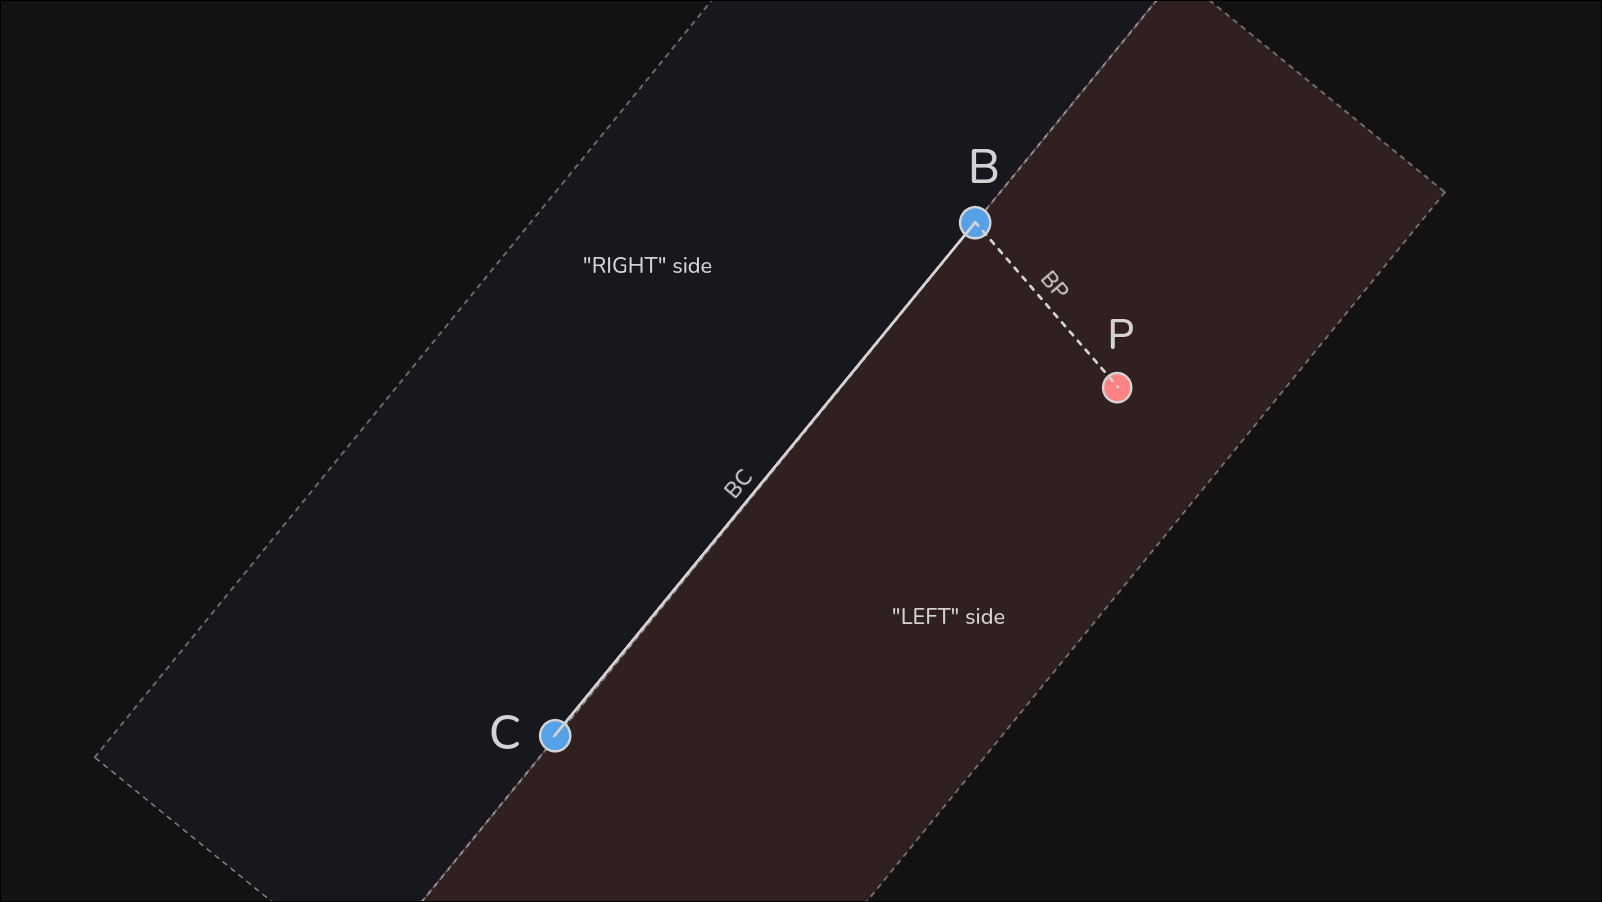 B
"RIGHT" side
BP
P
BC
"LEFT" side
C